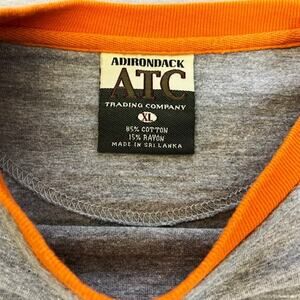 ADIRONDACK
ATC
TRADING COMPANY
XL
85% COTTON
15% RAYON
MADE IN SRI LANKA